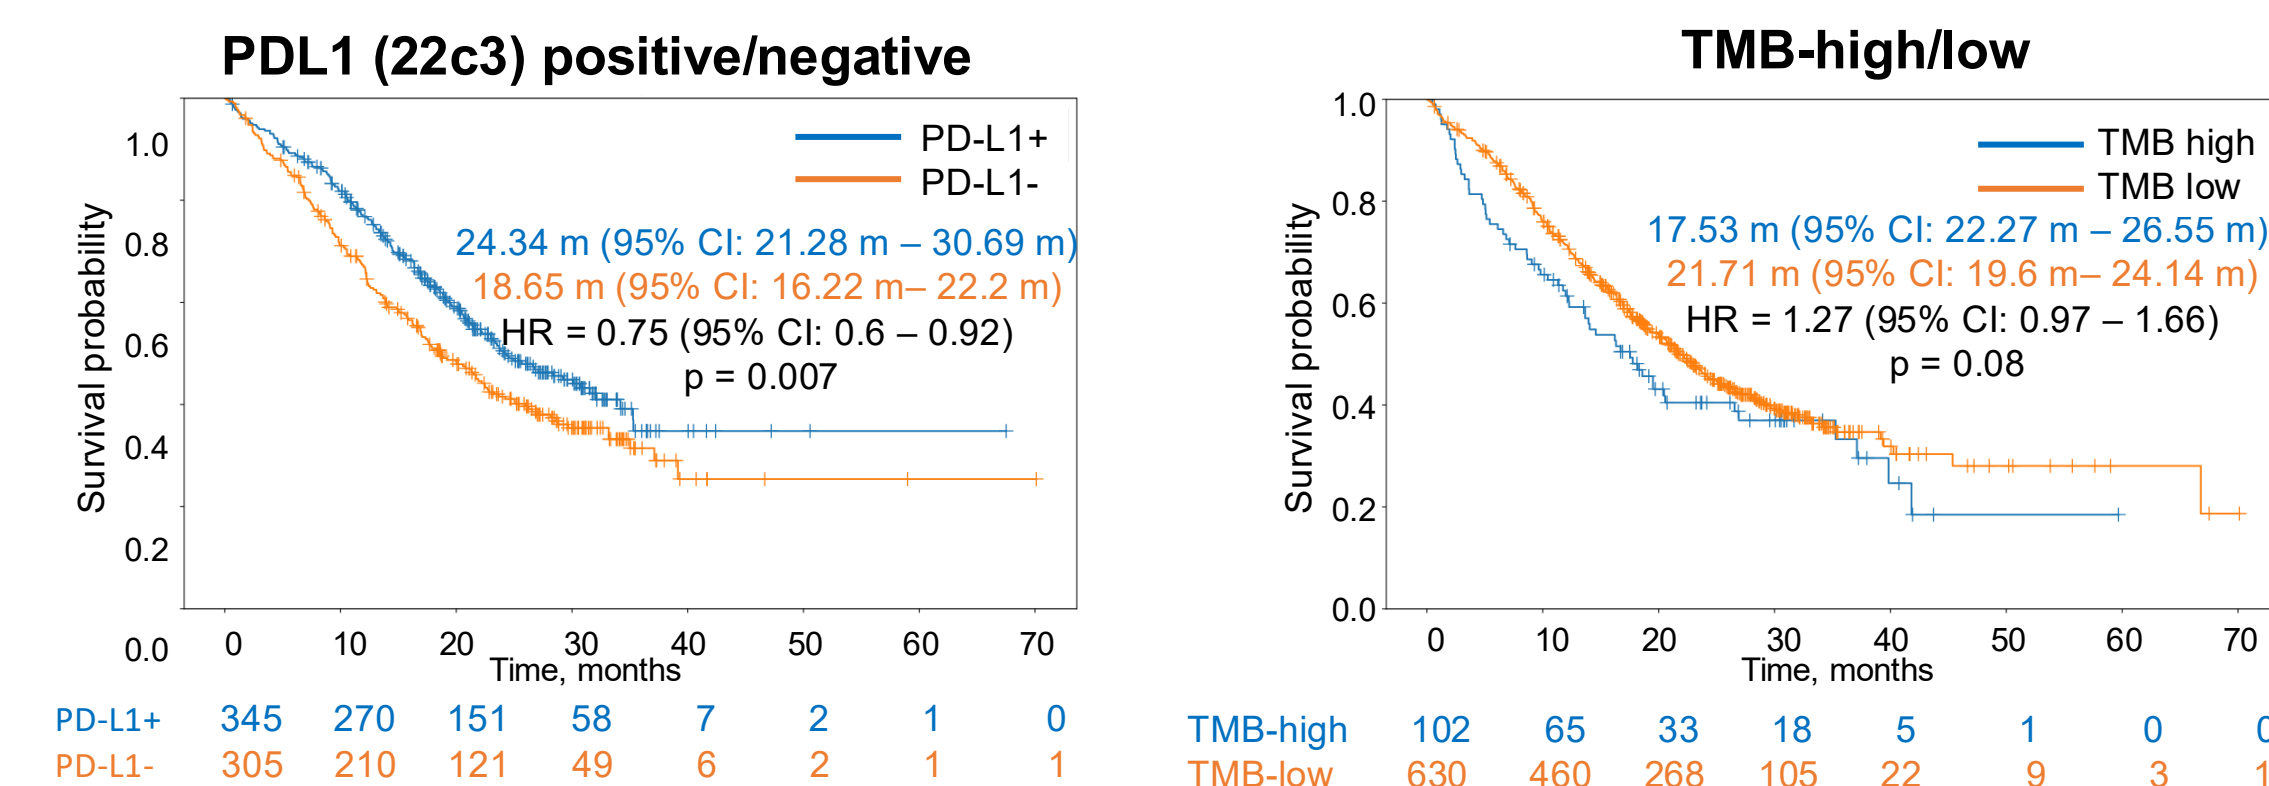 PDL1 (22c3) positive/negative
1.0
0.8
0.6
0.4
0.2
0.0
Survival probability
PD-L1+
PD-L1-
24.34 m (95% CI: 21.28 m – 30.69 m)
18.65 m (95% CI: 16.22 m– 22.2 m)
HR = 0.75 (95% CI: 0.6 – 0.92)
p = 0.007
0 10 20 30 40 50 60 70
Time, months
PD-L1+ 345 270 151 58 7 2 1 0
PD-L1- 305 210 121 49 6 2 1 1
TMB-high/low
1.0
0.8
0.6
0.4
0.2
0.0
Survival probability
TMB high
TMB low
17.53 m (95% CI: 22.27 m – 26.55 m)
21.71 m (95% CI: 19.6 m– 24.14 m)
HR = 1.27 (95% CI: 0.97 – 1.66)
p = 0.08
0 10 20 30 40 50 60 70
Time, months
TMB-high 102 65 33 18 5 1 0 0
TMB-low 630 460 268 105 22 9 3 1